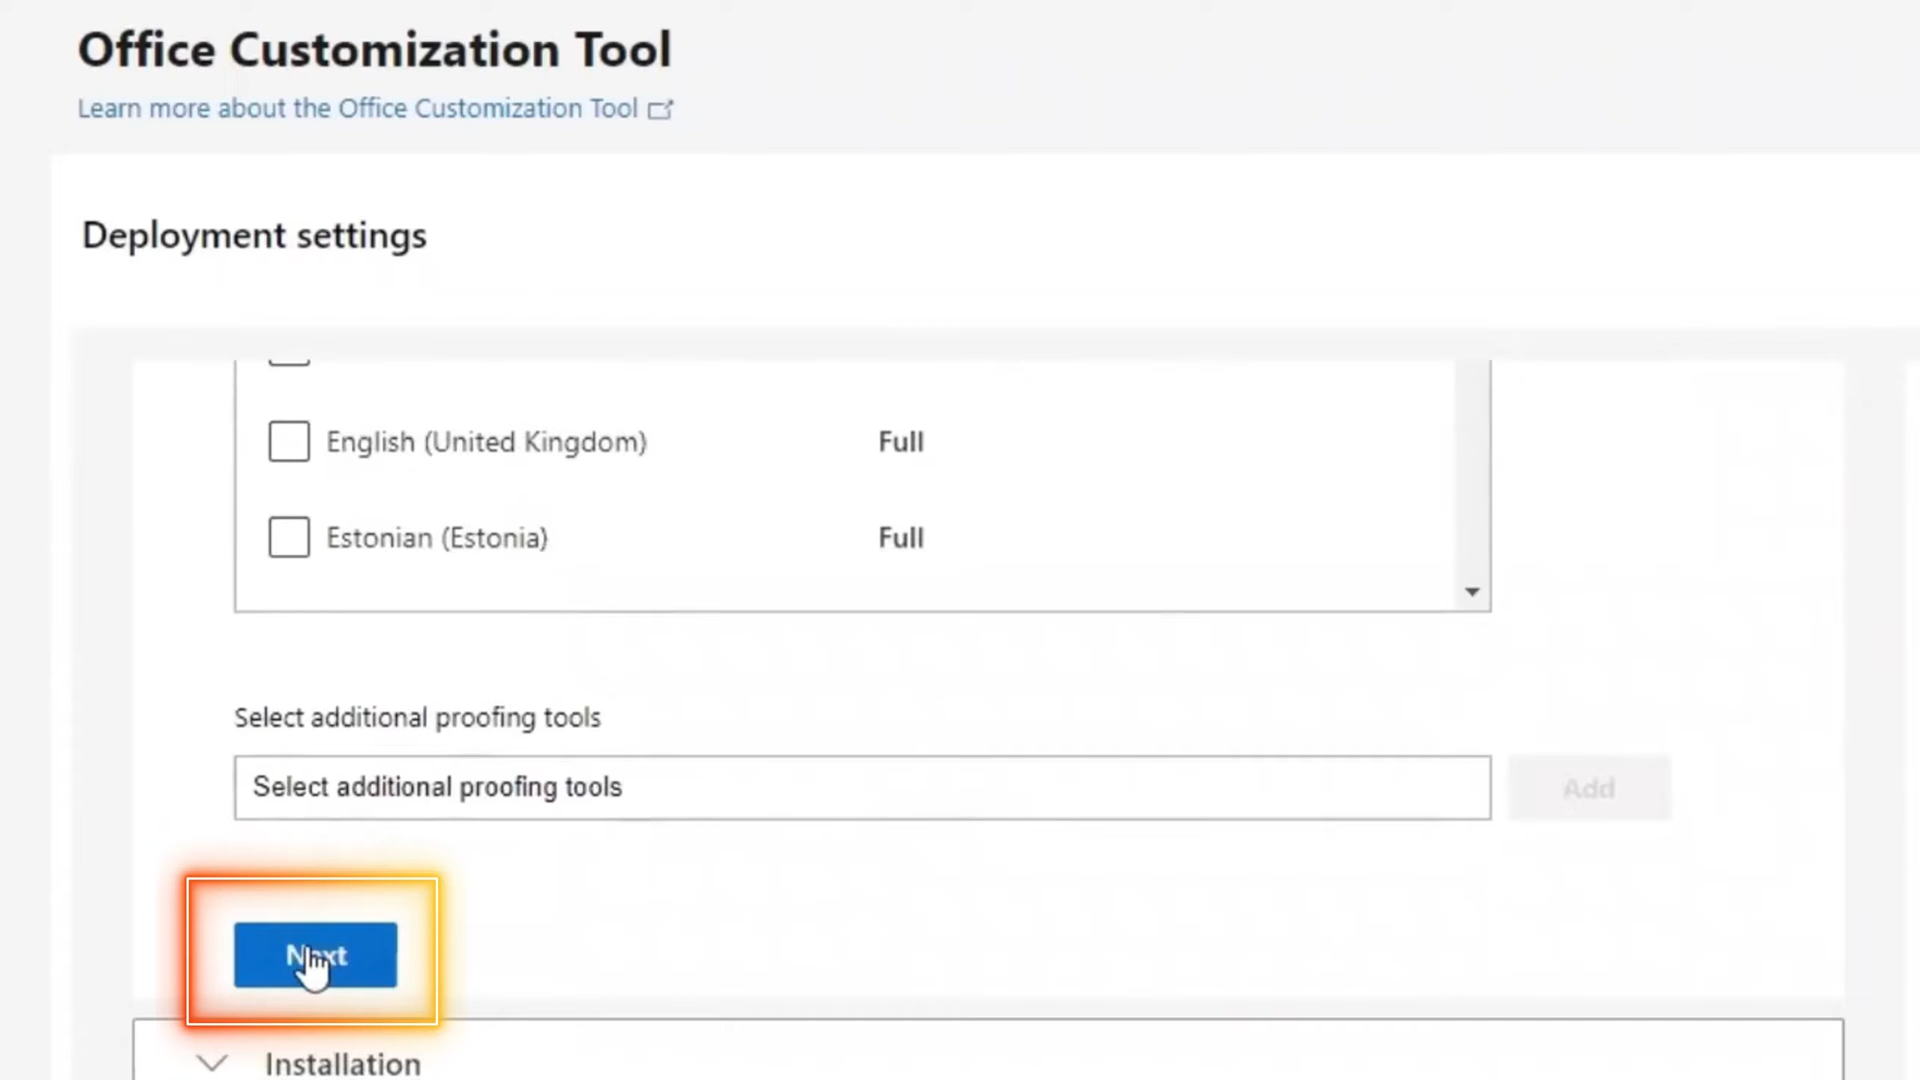 Office Customization Tool
Learn more about the Office Customization Tool
Deployment settings
English (United Kingdom) Full
Estonian (Estonia) Full
Select additional proofing tools
Select additional proofing tools Add
Next
Installation